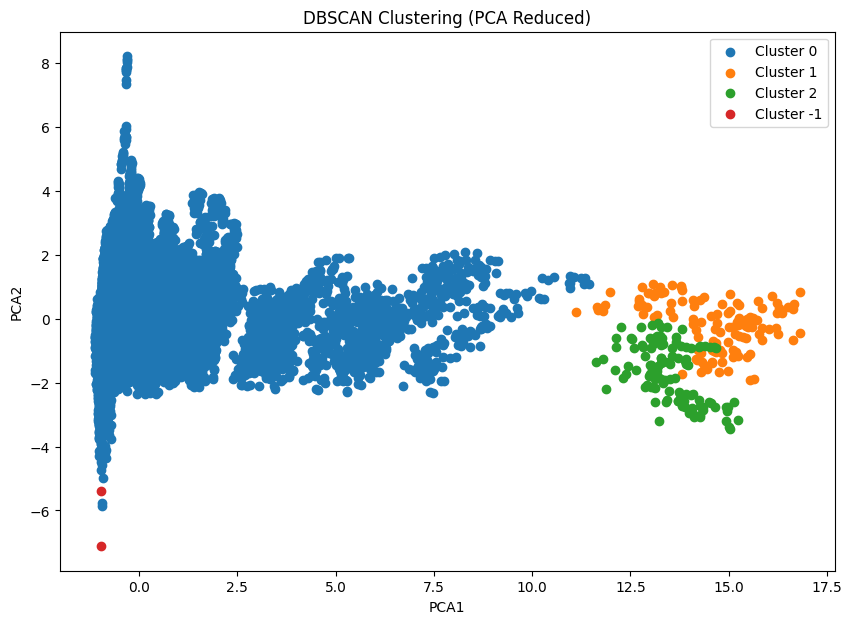 DBSCAN Clustering (PCA Reduced)
Cluster 0
Cluster 1
Cluster 2
Cluster -1
PCA2
8
6
4
2
0
−2
−4
−6
0.0 2.5 5.0 7.5 10.0 12.5 15.0 17.5
PCA1